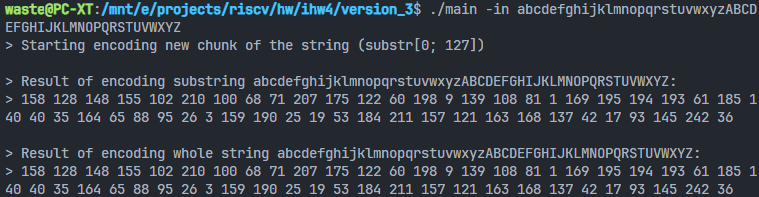 waste@PC-XT:/mnt/e/projects/riscv/hw/ihw4/version_3$ ./main -in abcdefghijklmnopqrstuvwxyzABCD
EFGHIJKLMNOPQRSTUVWXYZ
> Starting encoding new chunk of the string (substr[0; 127])
> Result of encoding substring abcdefghijklmnopqrstuvwxyzABCDEFGHIJKLMNOPQRSTUVWXYZ:
> 158 128 148 155 102 210 100 68 71 207 175 122 60 198 9 139 108 81 1 169 195 194 193 61 185 1
40 40 35 164 65 88 95 26 3 159 190 25 19 53 184 211 157 121 163 168 137 42 17 93 145 242 36
> Result of encoding whole string abcdefghijklmnopqrstuvwxyzABCDEFGHIJKLMNOPQRSTUVWXYZ:
> 158 128 148 155 102 210 100 68 71 207 175 122 60 198 9 139 108 81 1 169 195 194 193 61 185 1
40 40 35 164 65 88 95 26 3 159 190 25 19 53 184 211 157 121 163 168 137 42 17 93 145 242 36